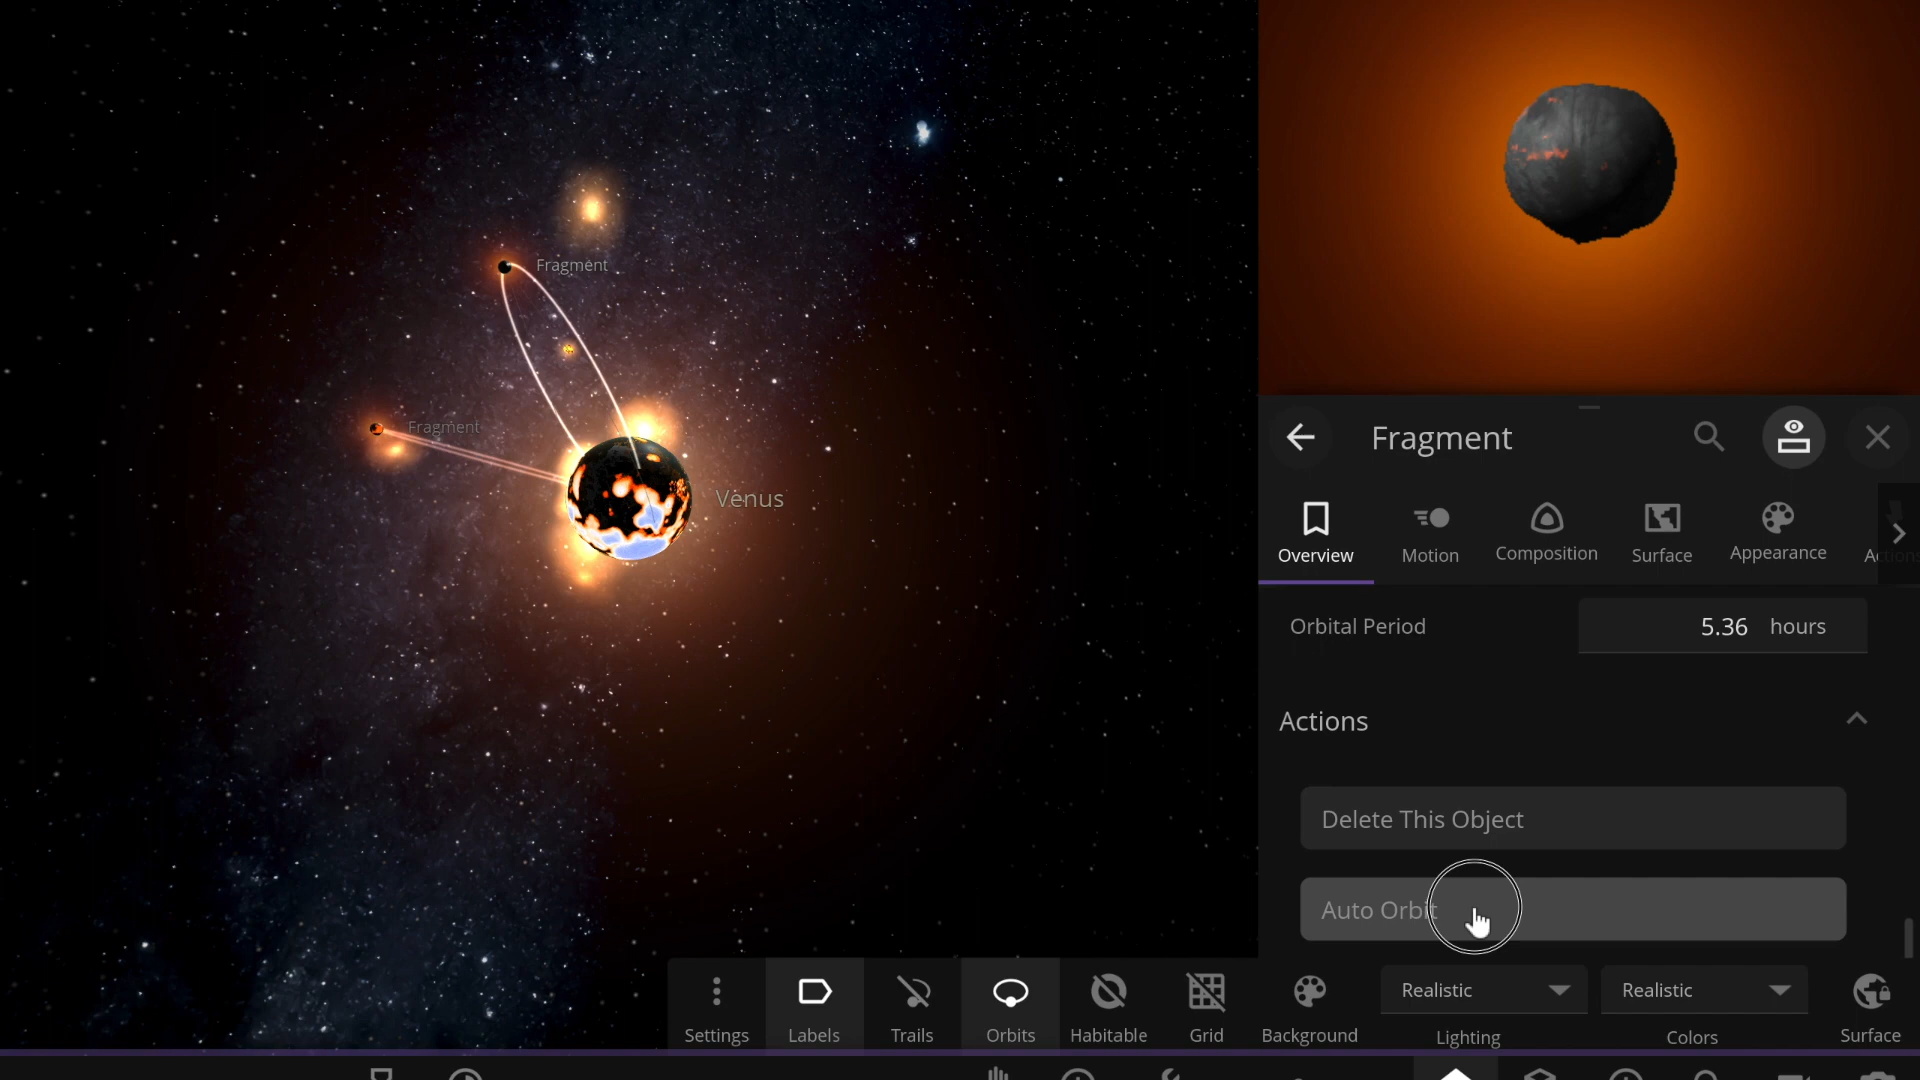 Fragment
Fragment
Venus
Fragment
Overview
Motion
Composition
Surface
Appearance
Orbital Period
5.36 hours
Actions
Delete This Object
Auto Orbit
Settings
Labels
Trails
Orbits
Habitable
Grid
Background
Realistic
Lighting
Realistic
Colors
Surface